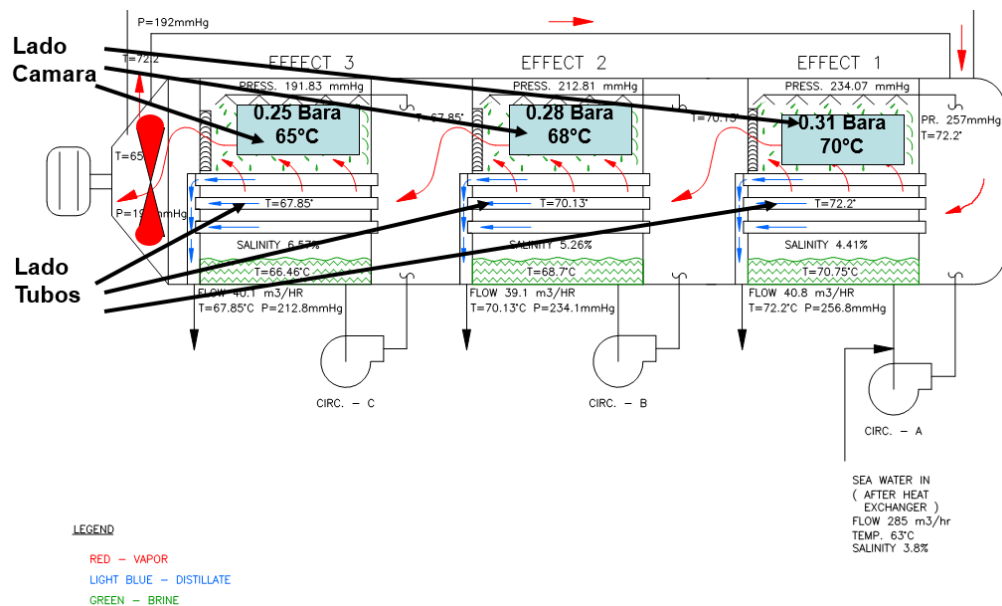 P=192mmHg
Lado
Camara
T=72.2
EFFECT 3
EFFECT 2
EFFECT 1
PRESS. 191.83 mmHg
PRESS. 212.81 mmHg
PRESS. 234.07 mmHg
0.25 Bara
65°C
0.28 Bara
68°C
0.31 Bara
70°C
T=67.85°
T=70.13°
PR. 257mmHg
T=72.2°
T=65
T=67.85°
T=70.13°
T=72.2°
SALINITY 6.57%
SALINITY 5.26%
SALINITY 4.41%
Lado
Tubos
T=66.46°C
T=68.7°C
T=70.75°C
FLOW 40.1 m3/HR
T=67.85°C P=212.8mmHg
FLOW 39.1 m3/HR
T=70.13°C P=234.1mmHg
FLOW 40.8 m3/HR
T=72.2°C P=256.8mmHg
CIRC. – C
CIRC. – B
CIRC. – A
SEA WATER IN
( AFTER HEAT
EXCHANGER )
FLOW 285 m3/hr
TEMP. 63°C
SALINITY 3.8%
LEGEND
RED – VAPOR
LIGHT BLUE – DISTILLATE
GREEN – BRINE